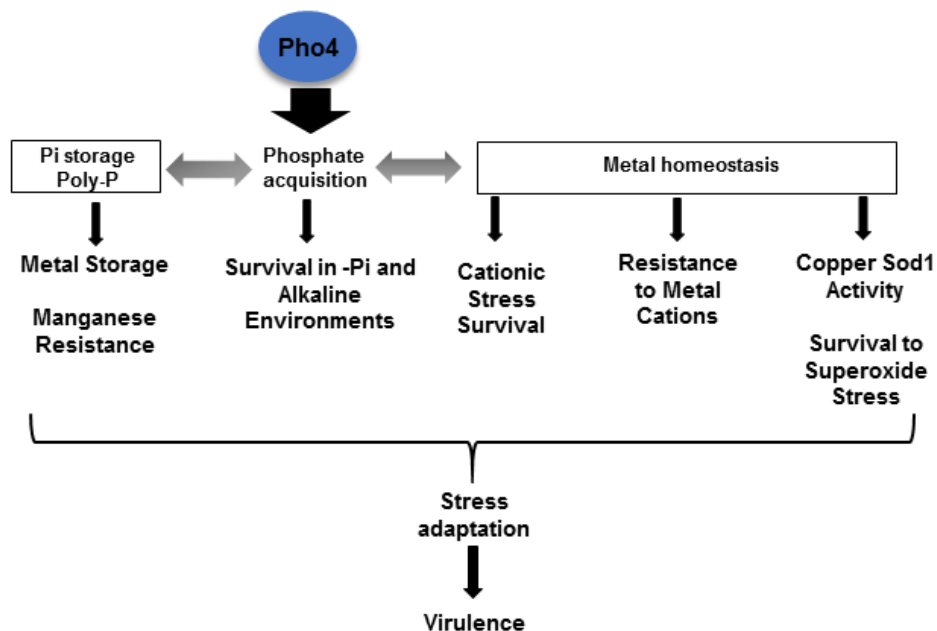 Pho4
Pi storage
Poly-P
Phosphate
acquisition
Metal homeostasis
Metal Storage
Manganese
Resistance
Survival in -Pi and
Alkaline
Environments
Cationic
Stress
Survival
Resistance
to Metal
Cations
Copper Sod1
Activity
Survival to
Superoxide
Stress
Stress
adaptation
Virulence